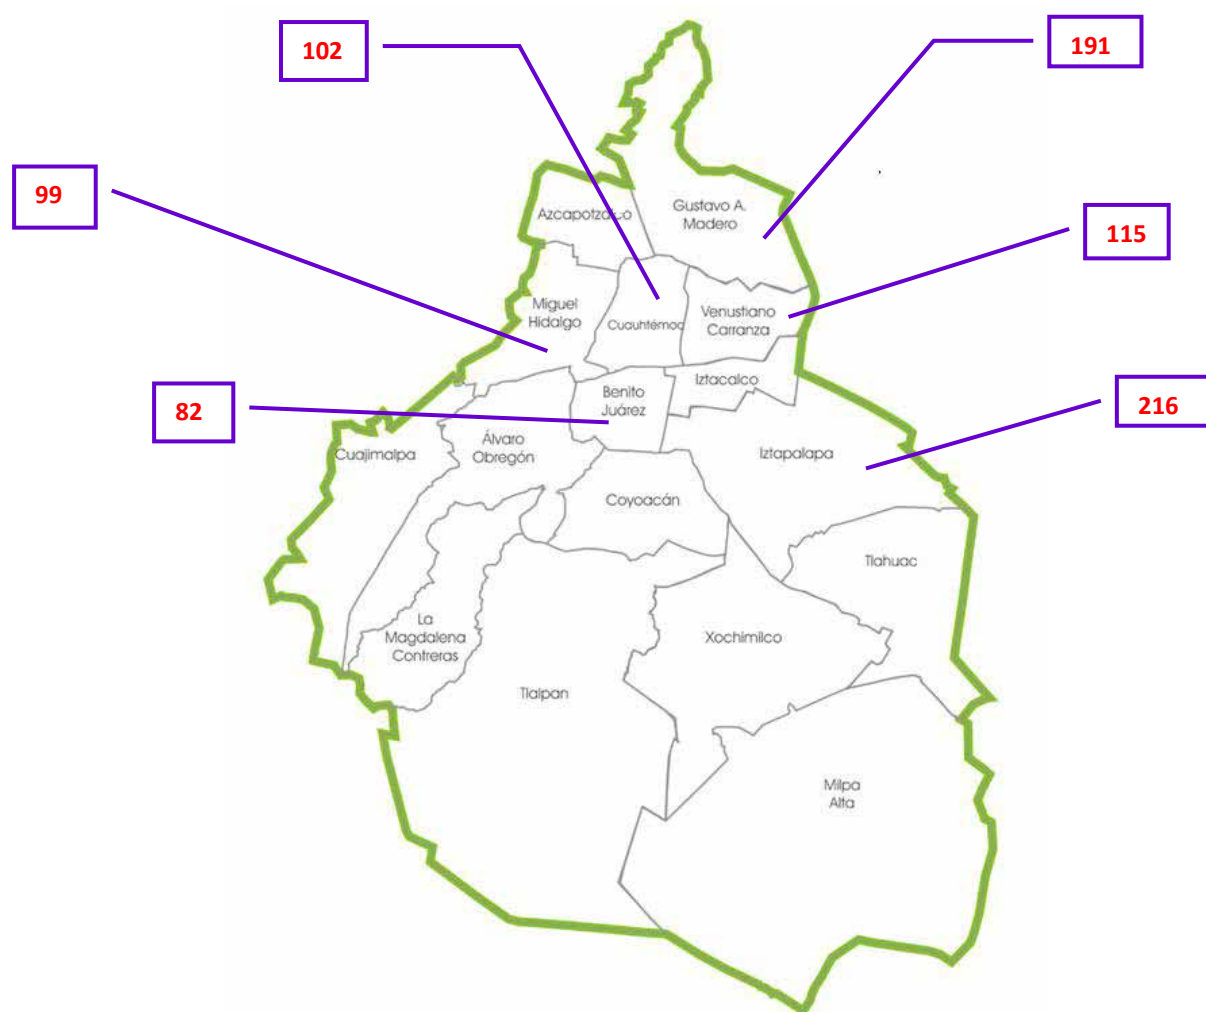 102
191
99
Azcapotzalco
Gustavo A.
Madero
115
Miguel
Hidalgo
Cuauhtémoc
Venustiano
Carranza
Iztacalco
Benito
Juárez
82
216
Cuajimalpa
Álvaro
Obregón
Iztapalapa
Coyoacán
Tlahuac
La
Magdalena
Contreras
Xochimilco
Tlalpan
Milpa
Alta